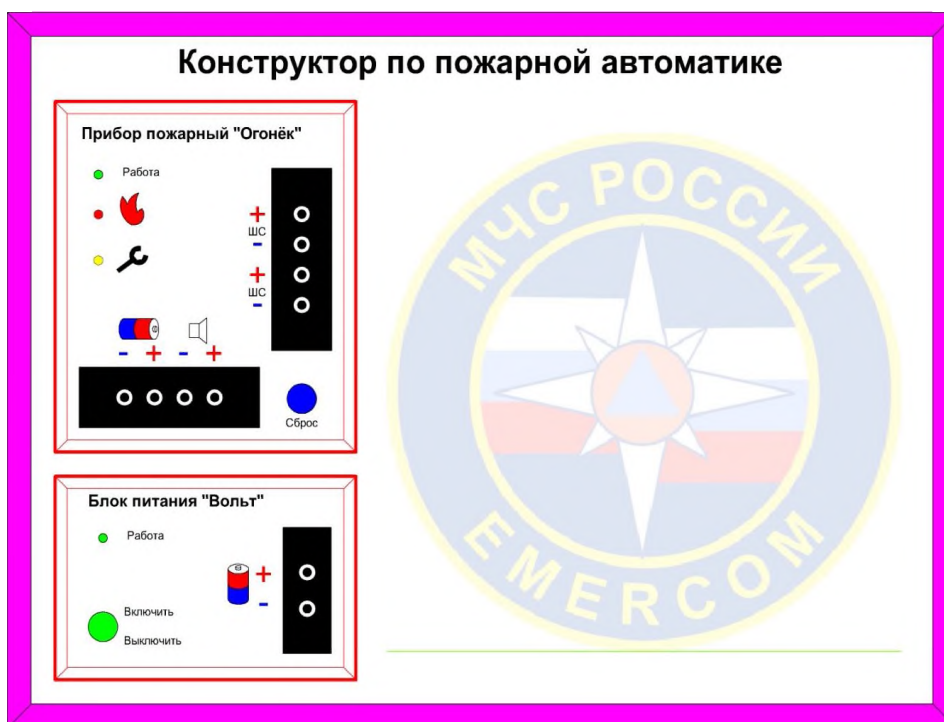 Конструктор по пожарной автоматике
Прибор пожарный "Огонёк"
Работа
+
ШС
-
+
ШС
-
- + - +
Сброс
Блок питания "Вольт"
Работа
+
-
Включить
Выключить
МЧС РОССИИ
EMERCOM